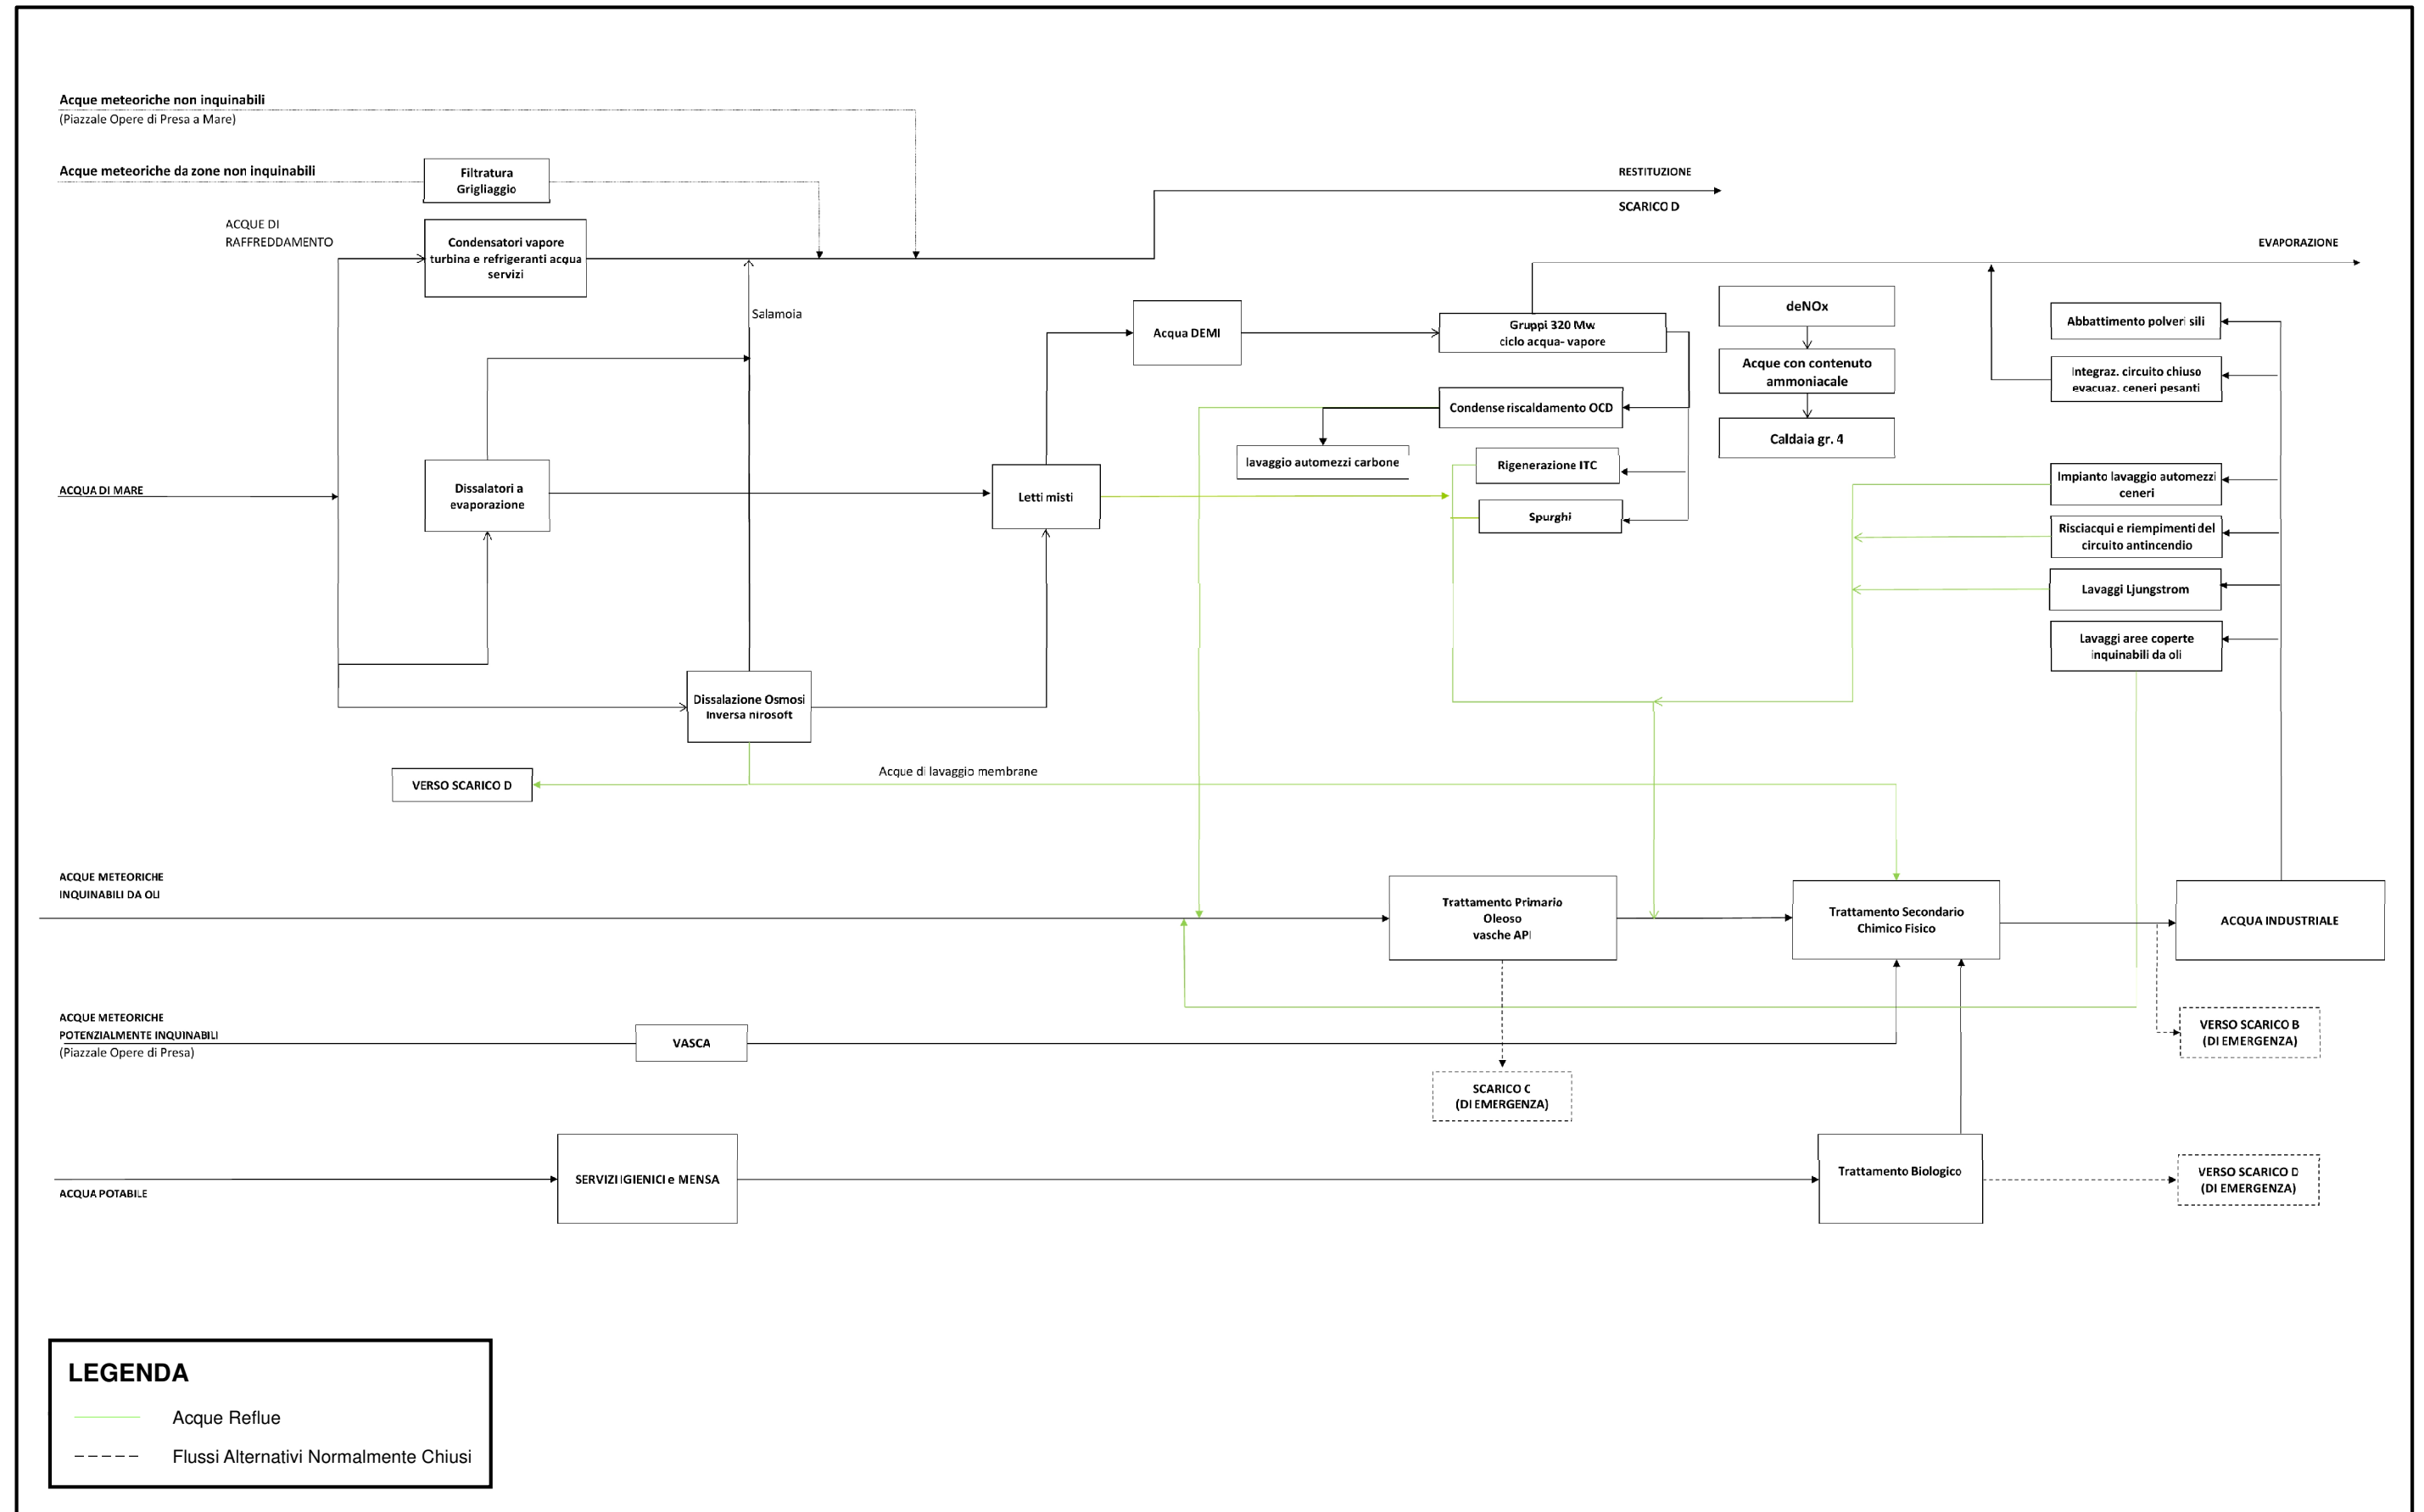 Acque meteoriche non inquinabili
(Piazzale Opere di Presa a Mare)
Acque meteoriche da zone non inquinabili
Filtratura
Grigliaggio
RESTITUZIONE
SCARICO D
ACQUE DI
RAFFREDDAMENTO
Condensatori vapore
turbina e refrigeranti acqua
servizi
EVAPORAZIONE
Salamoia
Acqua DEMI
Gruppi 320 Mw
ciclo acqua- vapore
deNOx
Acque con contenuto
ammoniacale
Caldaia gr. 4
Abbattimento polveri sili
Integraz. circuito chiuso
evacuaz. ceneri pesanti
Condense riscaldamento OCD
lavaggio automezzi carbone
Rigenerazione ITC
Spurghi
ACQUA DI MARE
Dissalatori a
evaporazione
Letti misti
Impianto lavaggio automezzi
ceneri
Risciacqui e riempimenti del
circuito antincendio
Lavaggi Ljungstrom
Lavaggi aree coperte
inquinabili da oli
Dissalazione Osmosi
Inversa nirosoft
VERSO SCARICO D
Acque di lavaggio membrane
ACQUE METEORICHE
INQUINABILI DA OLI
Trattamento Primario
Oleoso
vasche API
Trattamento Secondario
Chimico Fisico
ACQUA INDUSTRIALE
ACQUE METEORICHE
POTENZIALMENTE INQUINABILI
(Piazzale Opere di Presa)
VASCA
VERSO SCARICO B
(DI EMERGENZA)
SCARICO C
(DI EMERGENZA)
ACQUA POTABILE
SERVIZI IGIENICI e MENSA
Trattamento Biologico
VERSO SCARICO D
(DI EMERGENZA)
LEGENDA
Acque Reflue
Flussi Alternativi Normalmente Chiusi